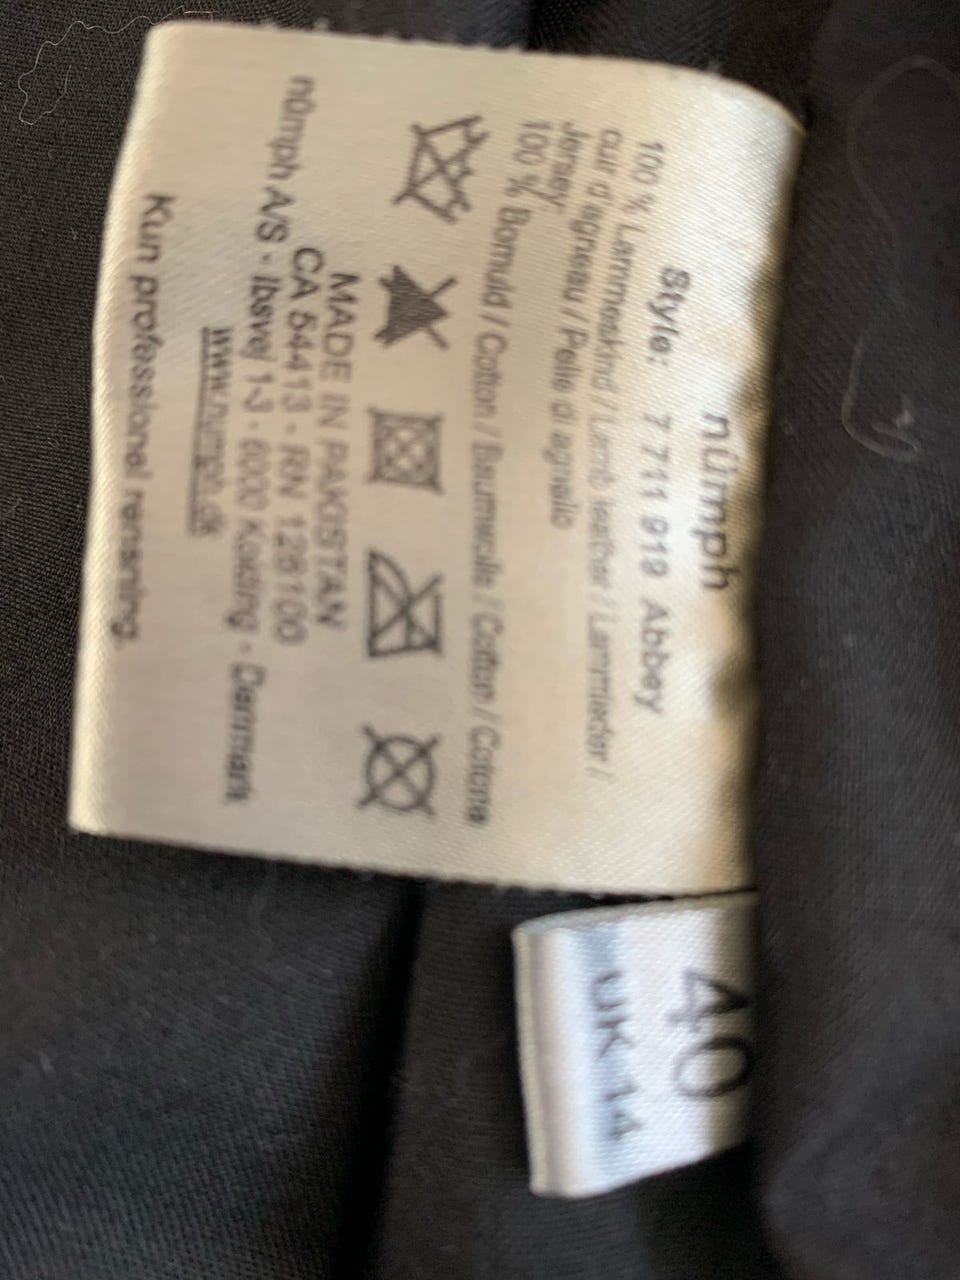 nümph
Style: 7 711 919 Abbey
100 % Lammeskind / Lamb leather / Lammleder /
cuir d'agneau / Pelle di agnello
Jersey
100 % Bomuld / Cotton / Baumwolle / Coton / Cotone
MADE IN PAKISTAN
CA 54413 - RN 128100
nümph A/S - Ibsvej 1-3 - 6000 Kolding - Denmark
www.numph.dk
Kun professionel rensning.
40
UK 14